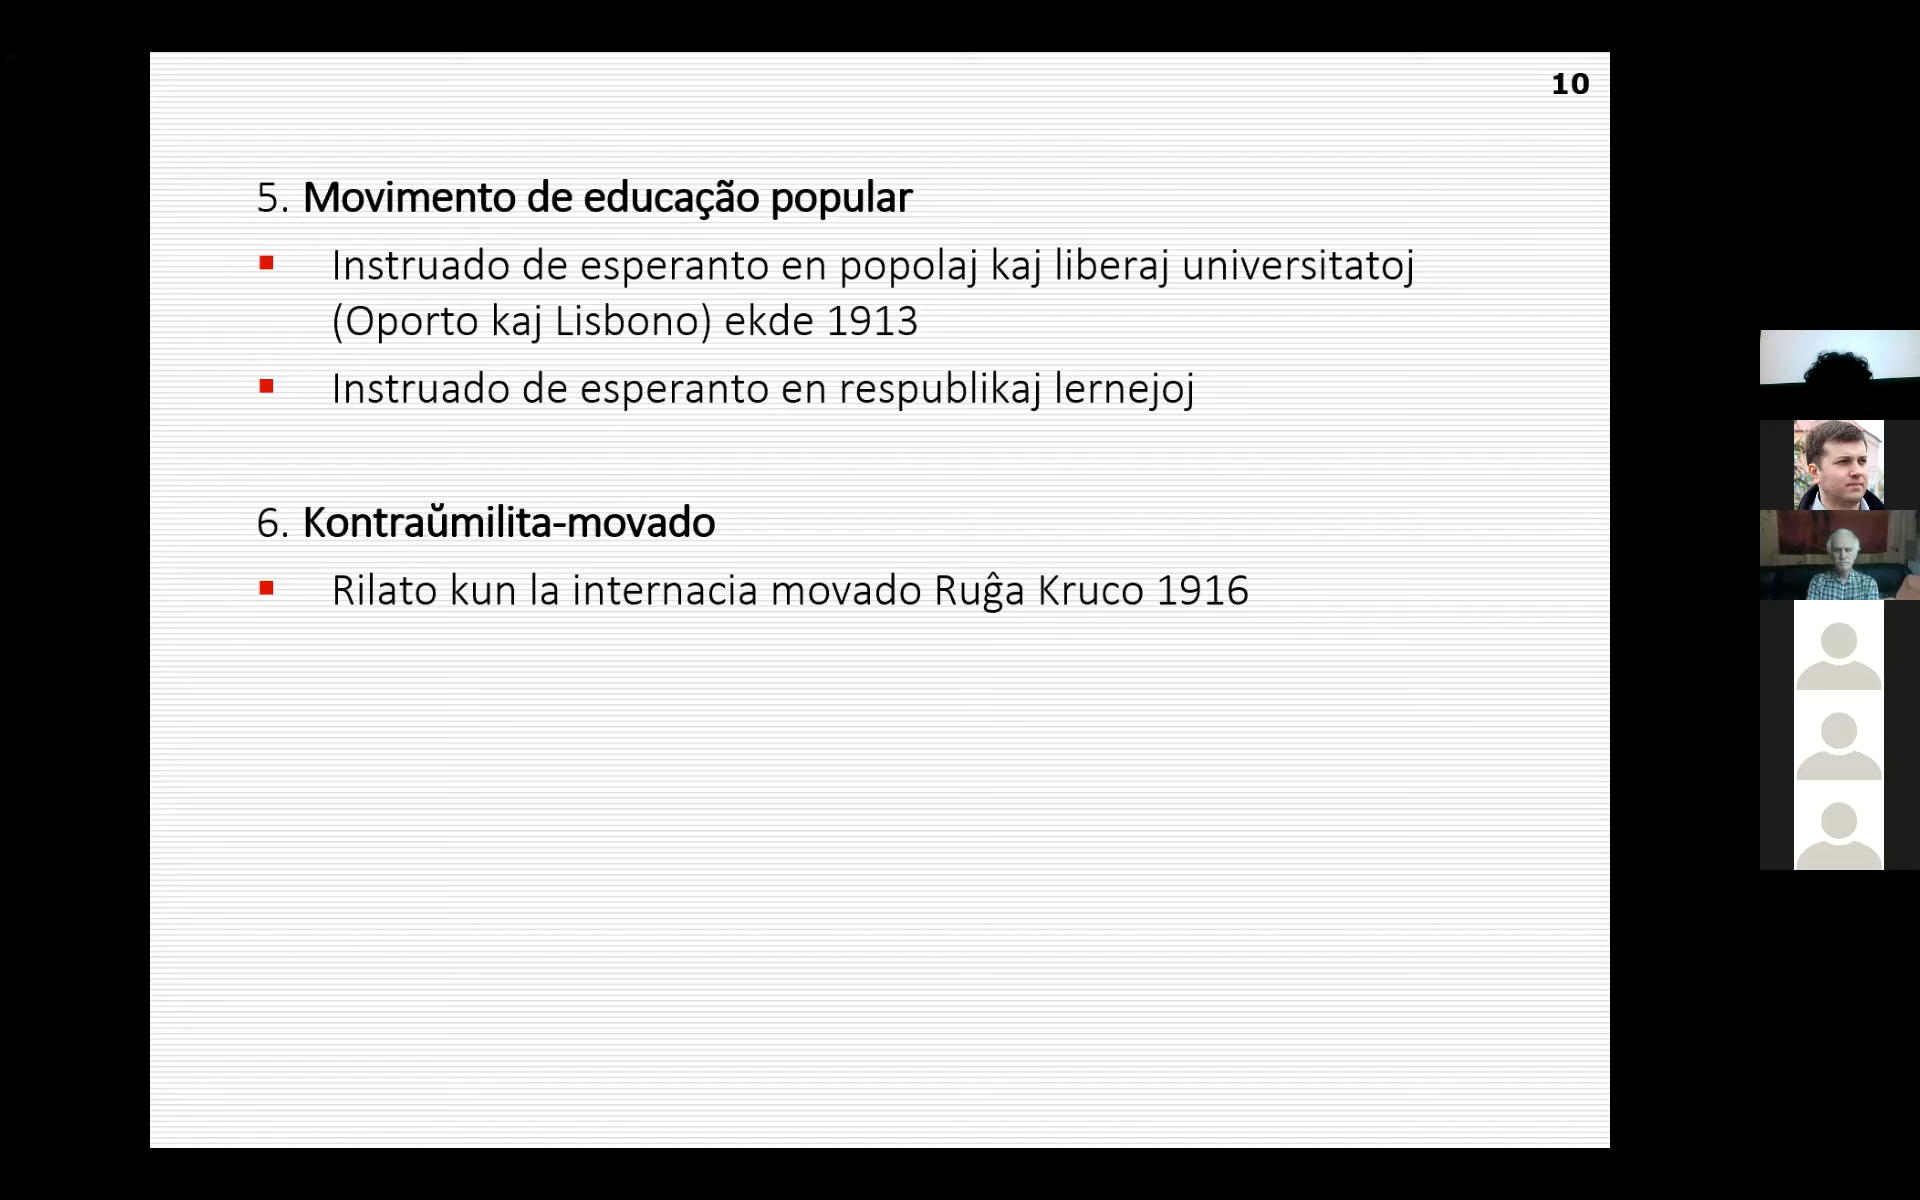 10
5. Movimento de educação popular
▪ Instruado de esperanto en popolaj kaj liberaj universitatoj
(Oporto kaj Lisbono) ekde 1913
▪ Instruado de esperanto en respublikaj lernejoj
6. Kontraŭmilita-movado
▪ Rilato kun la internacia movado Ruĝa Kruco 1916